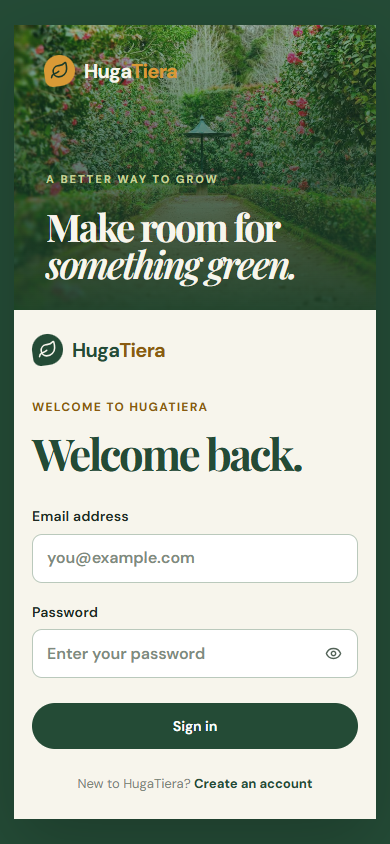 HugaTiera
A BETTER WAY TO GROW
Make room for
something green.
HugaTiera
WELCOME TO HUGATIERA
Welcome back.
Email address
you@example.com
Password
Enter your password
Sign in
New to HugaTiera? Create an account